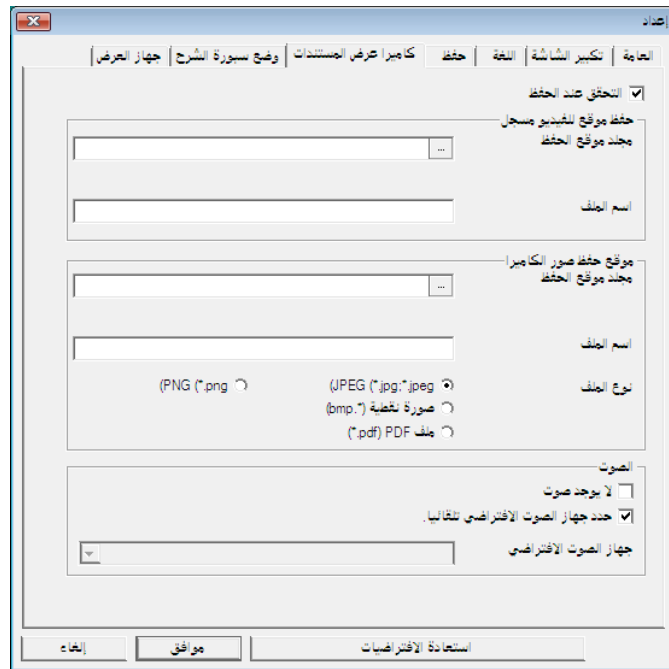 إعداد
العامة | تكبير الشاشة | اللغة | حفظ | كاميرا عرض المستندات | وضع سبورة الشرح | جهاز العرض
التحقق عند الحفظ
حفظ موقع للفيديو مسجل
مجلد موقع الحفظ
...
اسم الملف
موقع حفظ صور الكاميرا
مجلد موقع الحفظ
...
اسم الملف
نوع الملف JPEG (*.jpg;*.jpeg) PNG (*.png)
صورة نقطية (*.bmp)
ملف PDF (*.pdf)
الصوت
لا يوجد صوت
حدد جهاز الصوت الافتراضي تلقائيا.
جهاز الصوت الافتراضي
استعادة الافتراضيات موافق إلغاء